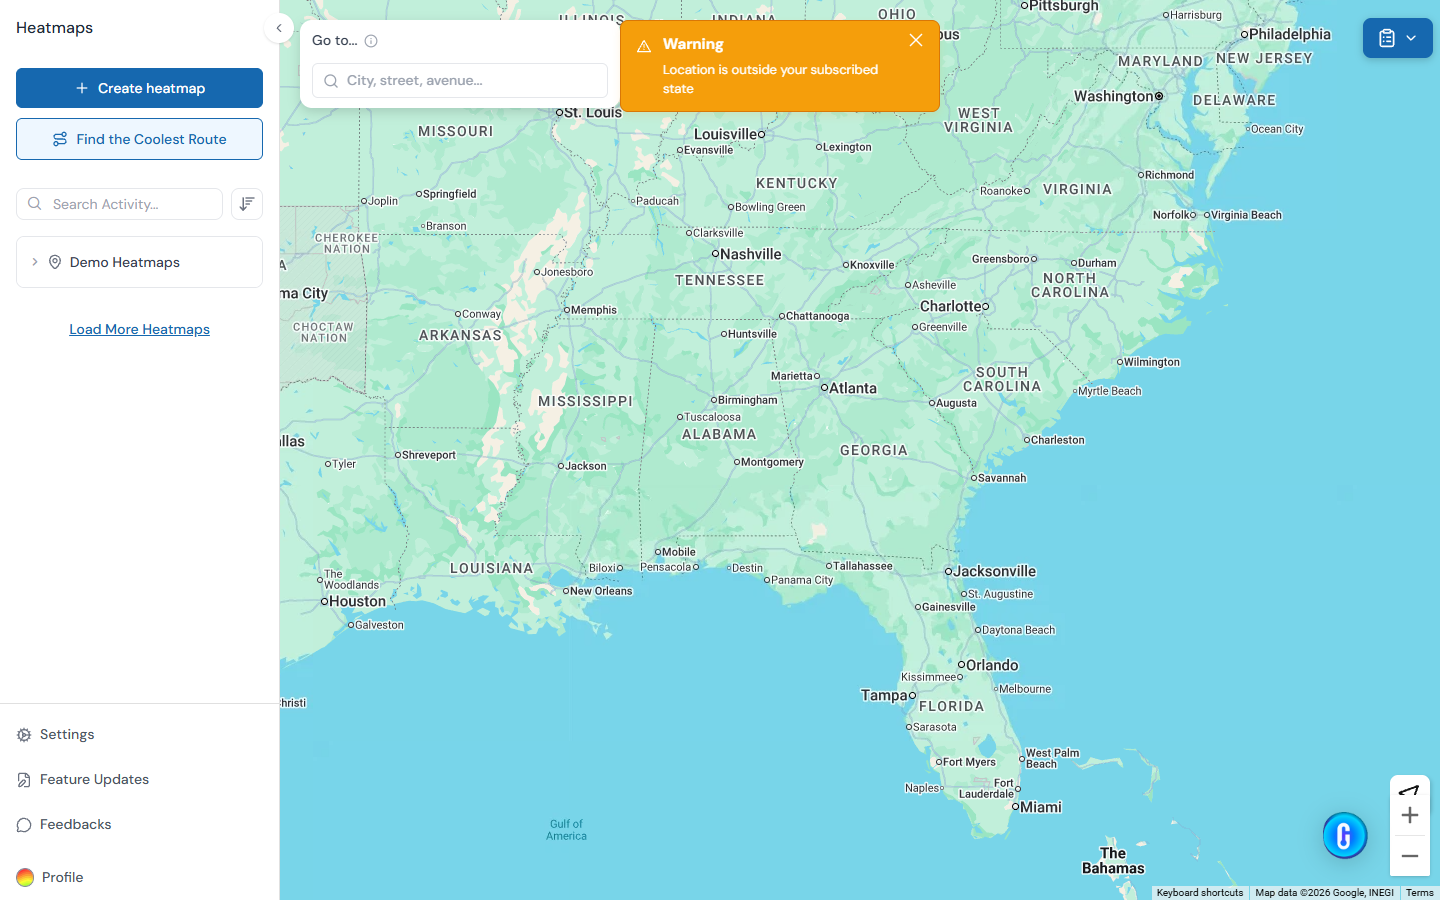 Heatmaps
Create heatmap
Find the Coolest Route
Search Activity...
Demo Heatmaps
Load More Heatmaps
Settings
Feature Updates
Feedbacks
Profile
Go to...
City, street, avenue...
Warning
Location is outside your subscribed
state
ILLINOIS
INDIANA
OHIO
bus
Pittsburgh
Harrisburg
Philadelphia
MARYLAND
NEW JERSEY
Washington
DELAWARE
WEST
VIRGINIA
Ocean City
St. Louis
MISSOURI
Louisville
Evansville
Lexington
KENTUCKY
Roanoke
VIRGINIA
Richmond
Springfield
Joplin
Paducah
Bowling Green
Norfolk
Virginia Beach
Branson
Clarksville
CHEROKEE
NATION
Nashville
Greensboro
Durham
A
Knoxville
Jonesboro
TENNESSEE
NORTH
CAROLINA
Asheville
ma City
Memphis
Charlotte
Conway
Chattanooga
Greenville
CHOCTAW
NATION
ARKANSAS
Huntsville
Wilmington
Marietta
Atlanta
SOUTH
CAROLINA
Myrtle Beach
MISSISSIPPI
Birmingham
Augusta
Tuscaloosa
ALABAMA
llas
Charleston
GEORGIA
Shreveport
Tyler
Jackson
Montgomery
Savannah
Mobile
LOUISIANA
Biloxi
Pensacola
Destin
Tallahassee
Jacksonville
The
Woodlands
Panama City
New Orleans
St. Augustine
Houston
Gainesville
Galveston
Daytona Beach
Orlando
Kissimmee
Melbourne
Tampa
FLORIDA
hristi
Sarasota
West Palm
Beach
Fort Myers
Naples
Fort
Lauderdale
Miami
Gulf of
America
The
Bahamas
Keyboard shortcuts
Map data ©2026 Google, INEGI
Terms